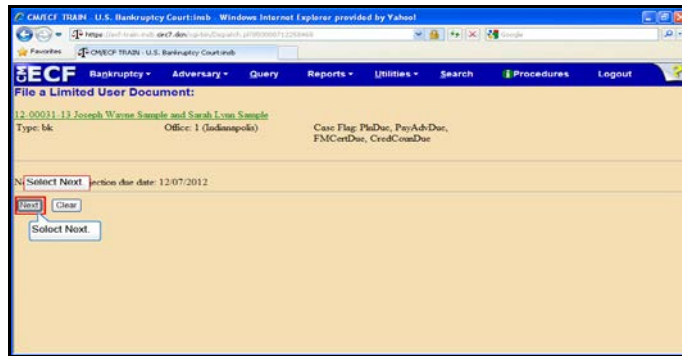 CM/ECF TRAIN - U.S. Bankruptcy Court:insb - Windows Internet Explorer provided by Yahoo!
Google
Favorites CM/ECF TRAIN - U.S. Bankruptcy Court:insb
CM ECF Bankruptcy Adversary Query Reports Utilities Search Procedures Logout ?
File a Limited User Document:
12-00031-13 Joseph Wayne Sample and Sarah Lynn Sample
Type: bk Office: 1 (Indianapolis) Case Flag: PlnDue, PayAdvDue,
FMCertDue, CredCounDue
Select Next. jection due date: 12/07/2012
Next Clear
Select Next.